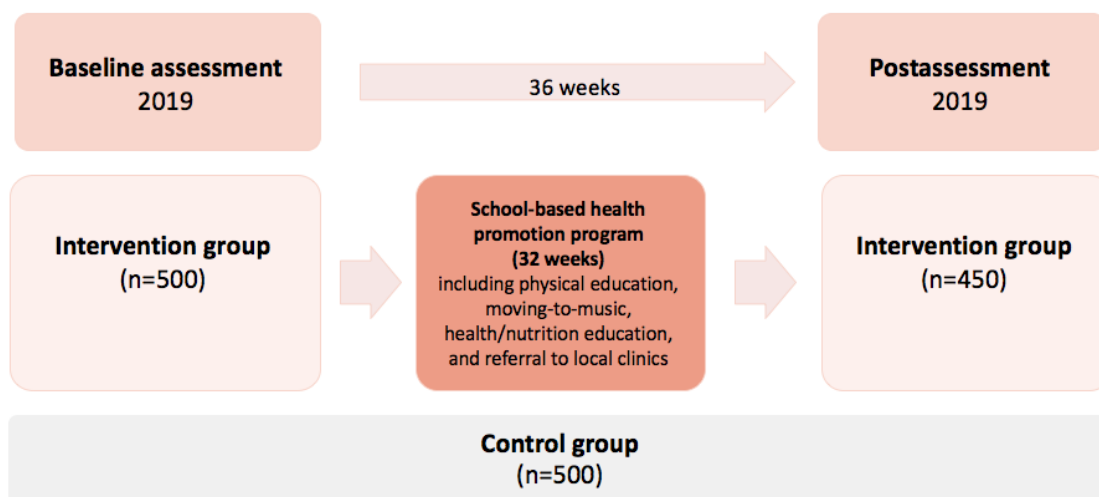 Baseline assessment
2019
36 weeks
Postassessment
2019
Intervention group
(n=500)
School-based health
promotion program
(32 weeks)
including physical education,
moving-to-music,
health/nutrition education,
and referral to local clinics
Intervention group
(n=450)
Control group
(n=500)